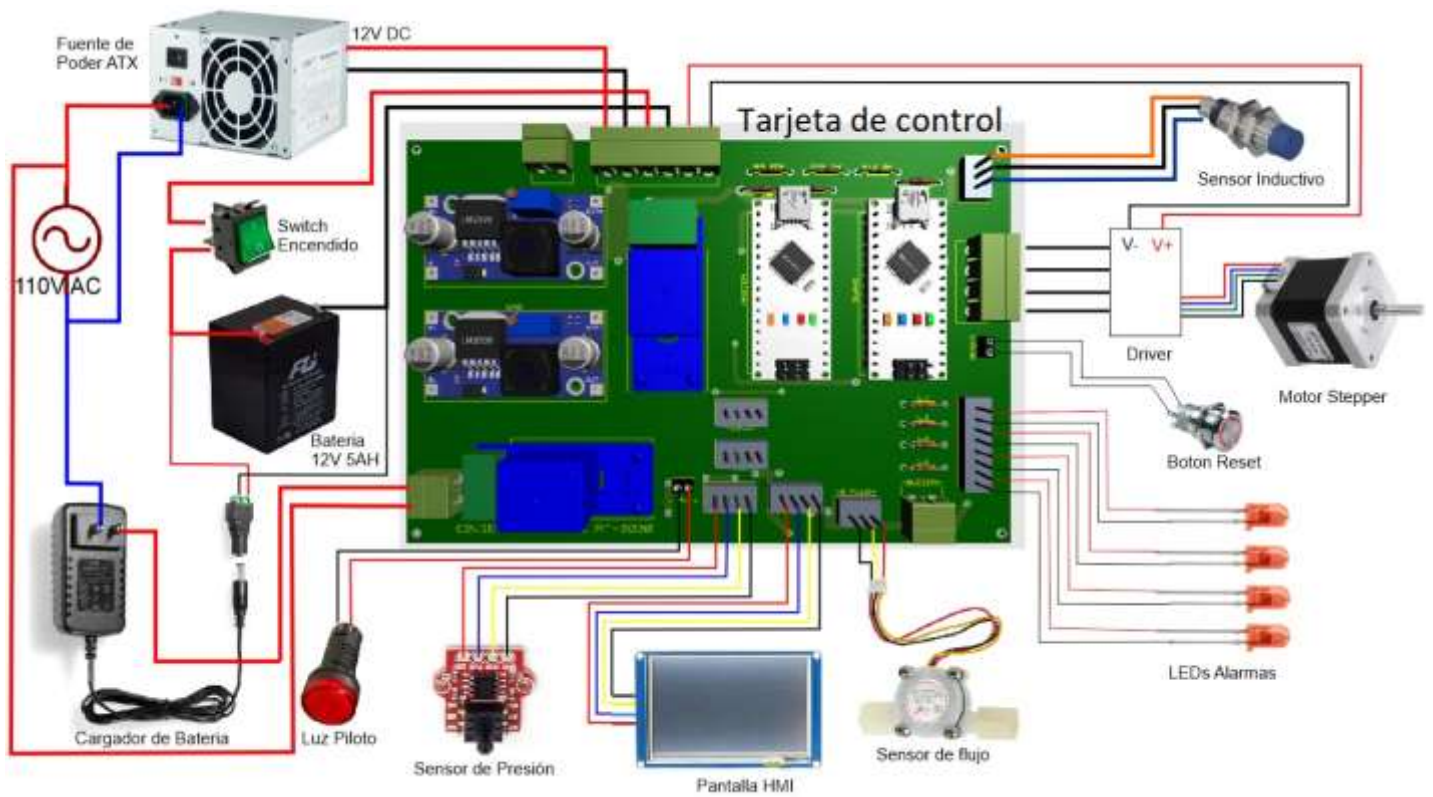 Fuente de
Poder ATX
12V DC
Tarjeta de control
Sensor Inductivo
Switch
Encendido
110V AC
V- V+
Driver
Motor Stepper
Bateria
12V 5AH
Boton Reset
LEDs Alarmas
Cargador de Bateria
Luz Piloto
Sensor de Presión
Pantalla HMI
Sensor de flujo